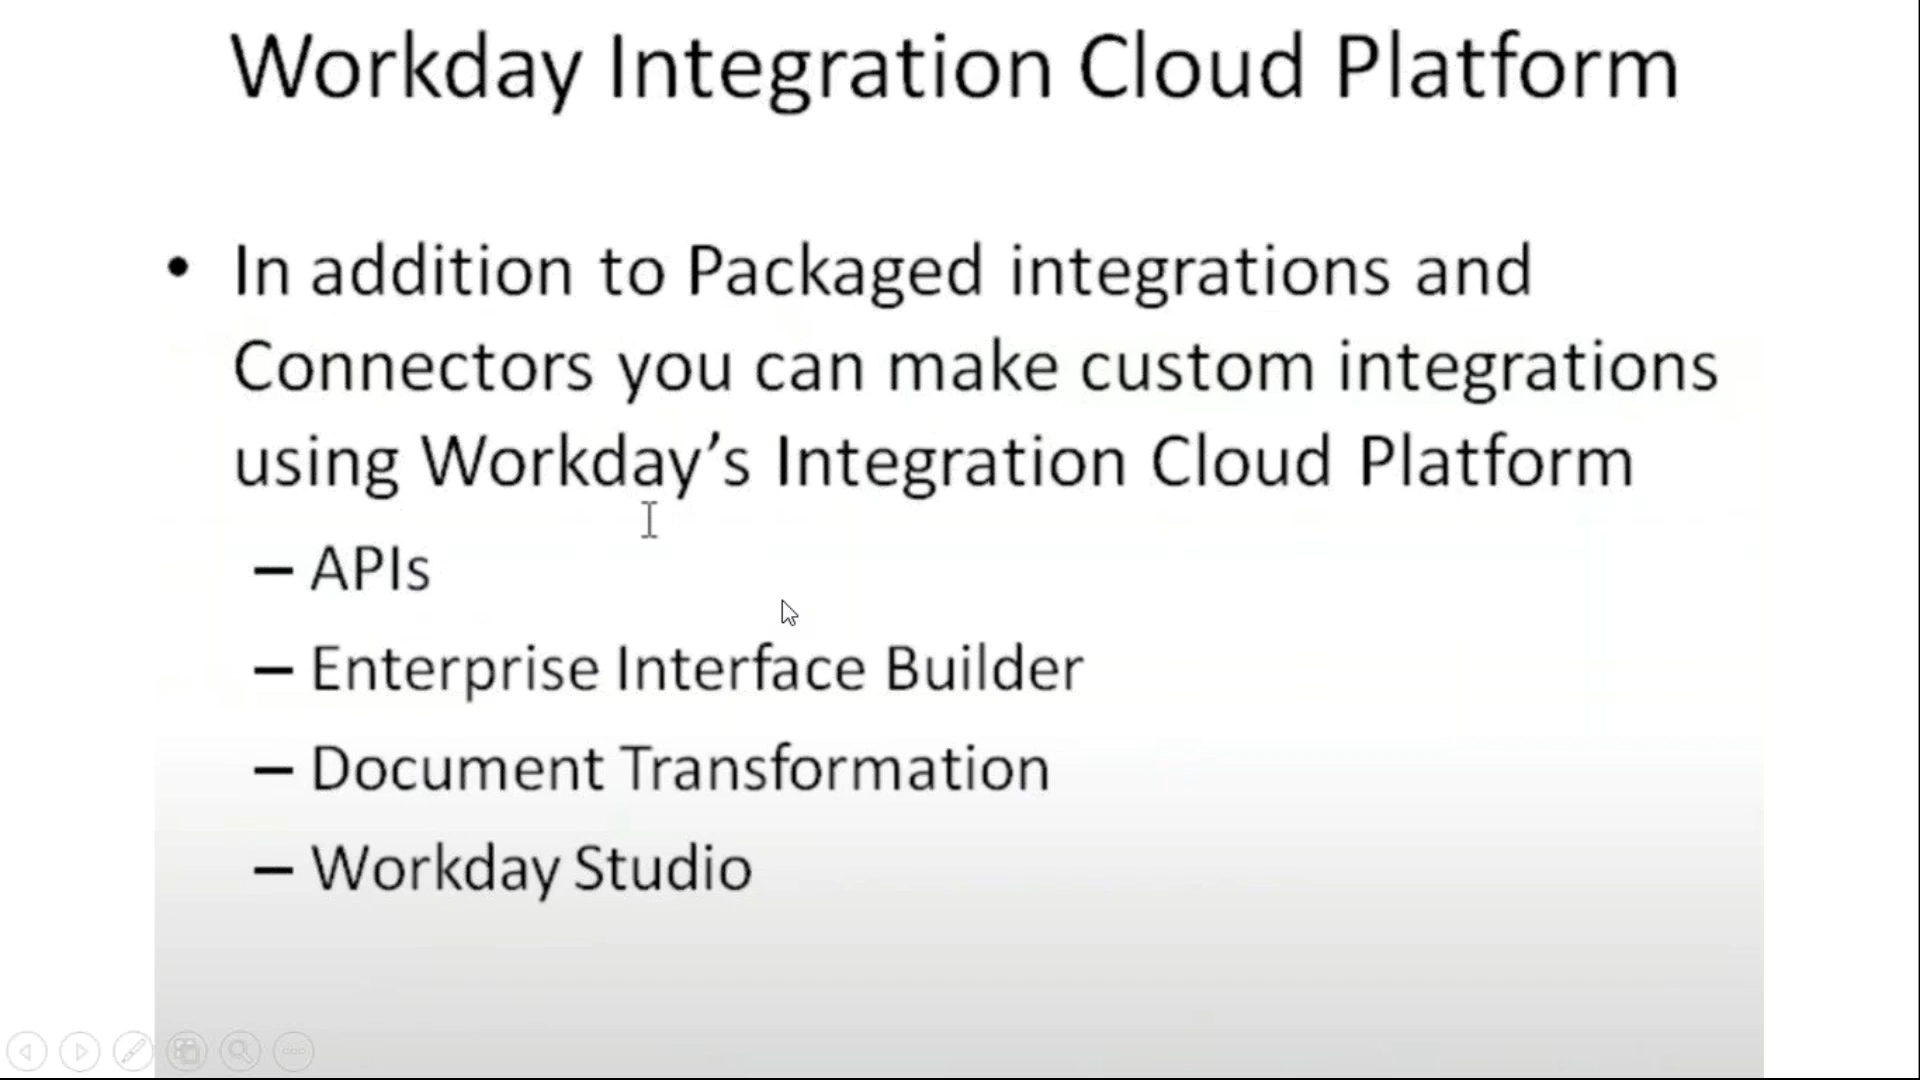 Workday Integration Cloud Platform
• In addition to Packaged integrations and
Connectors you can make custom integrations
using Workday’s Integration Cloud Platform
– APIs
– Enterprise Interface Builder
– Document Transformation
– Workday Studio